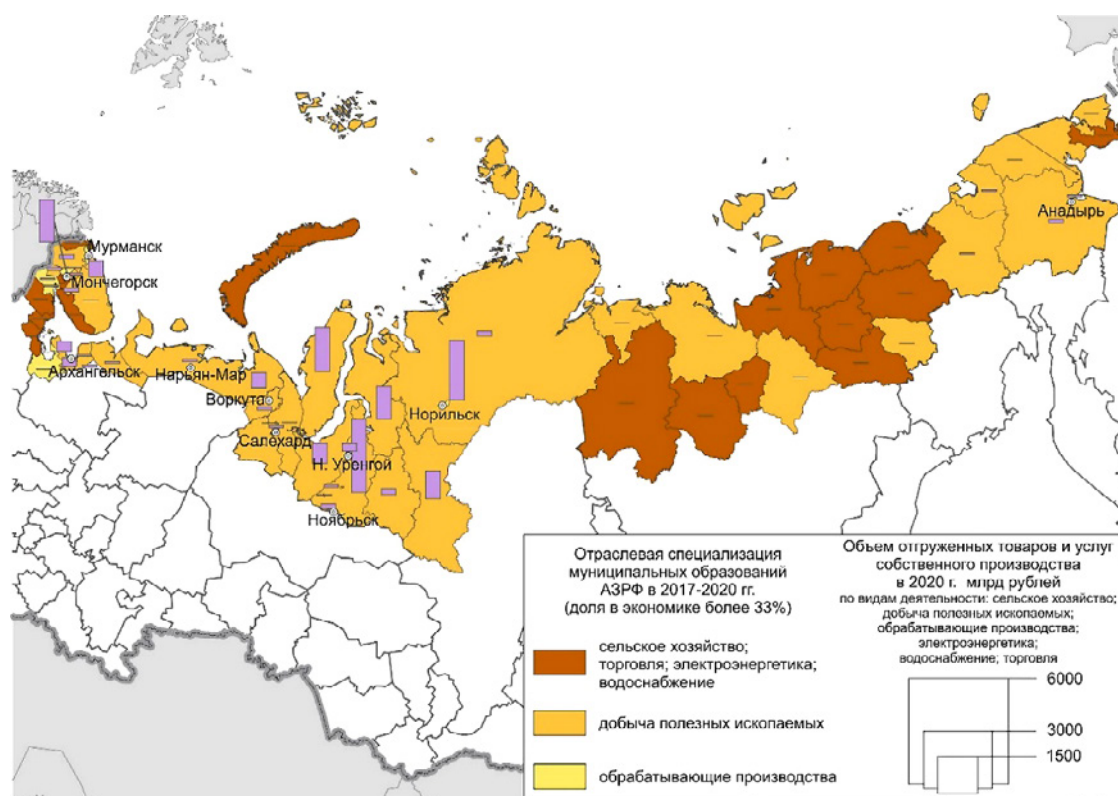 Мурманск
Мончегорск
Архангельск
Нарьян-Мар
Воркута
Салехард
Н. Уренгой
Ноябрьск
Норильск
Анадырь
Отраслевая специализация
муниципальных образований
АЗРФ в 2017-2020 гг.
(доля в экономике более 33%)
сельское хозяйство;
торговля; электроэнергетика;
водоснабжение
добыча полезных ископаемых
обрабатывающие производства
Объем отгруженных товаров и услуг
собственного производства
в 2020 г. млрд рублей
по видам деятельности: сельское хозяйство;
добыча полезных ископаемых;
обрабатывающие производства;
электроэнергетика;
водоснабжение; торговля
6000
3000
1500